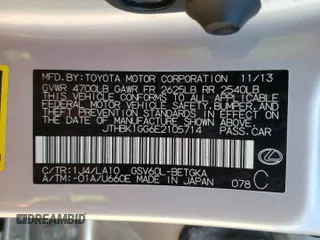 MFD. BY: TOYOTA MOTOR CORPORATION 11/13
GVWR 4700LB GAWR FR 2625LB RR 2540LB
THIS VEHICLE CONFORMS TO ALL APPLICABLE
FEDERAL MOTOR VEHICLE SAFETY, BUMPER, AND
THEFT PREVENTION STANDARDS IN EFFECT ON
THE DATE OF MANUFACTURE SHOWN ABOVE.
JTHBK1GG6E2105714 PASS.CAR
C/TR: 1J4/LA10 GSV60L-BETGKA
A/TM: -01A/U660E MADE IN JAPAN 078 C
DREAMBID